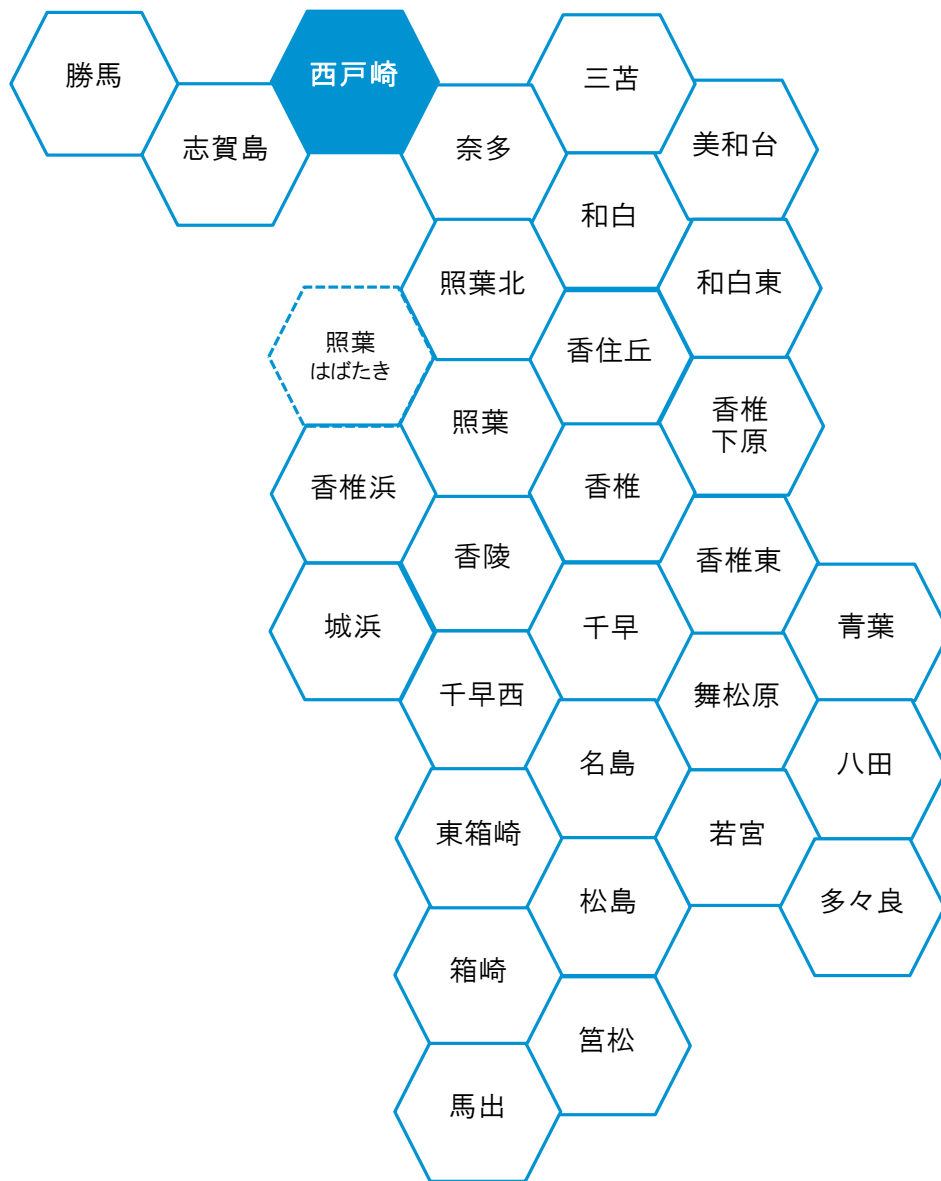 勝馬
西戸崎
三苫
志賀島
奈多
美和台
和白
照葉北
和白東
照葉
はばたき
香住丘
照葉
香椎
下原
香椎浜
香椎
香陵
香椎東
城浜
千早
青葉
千早西
舞松原
名島
八田
東箱崎
若宮
松島
多々良
箱崎
筥松
馬出